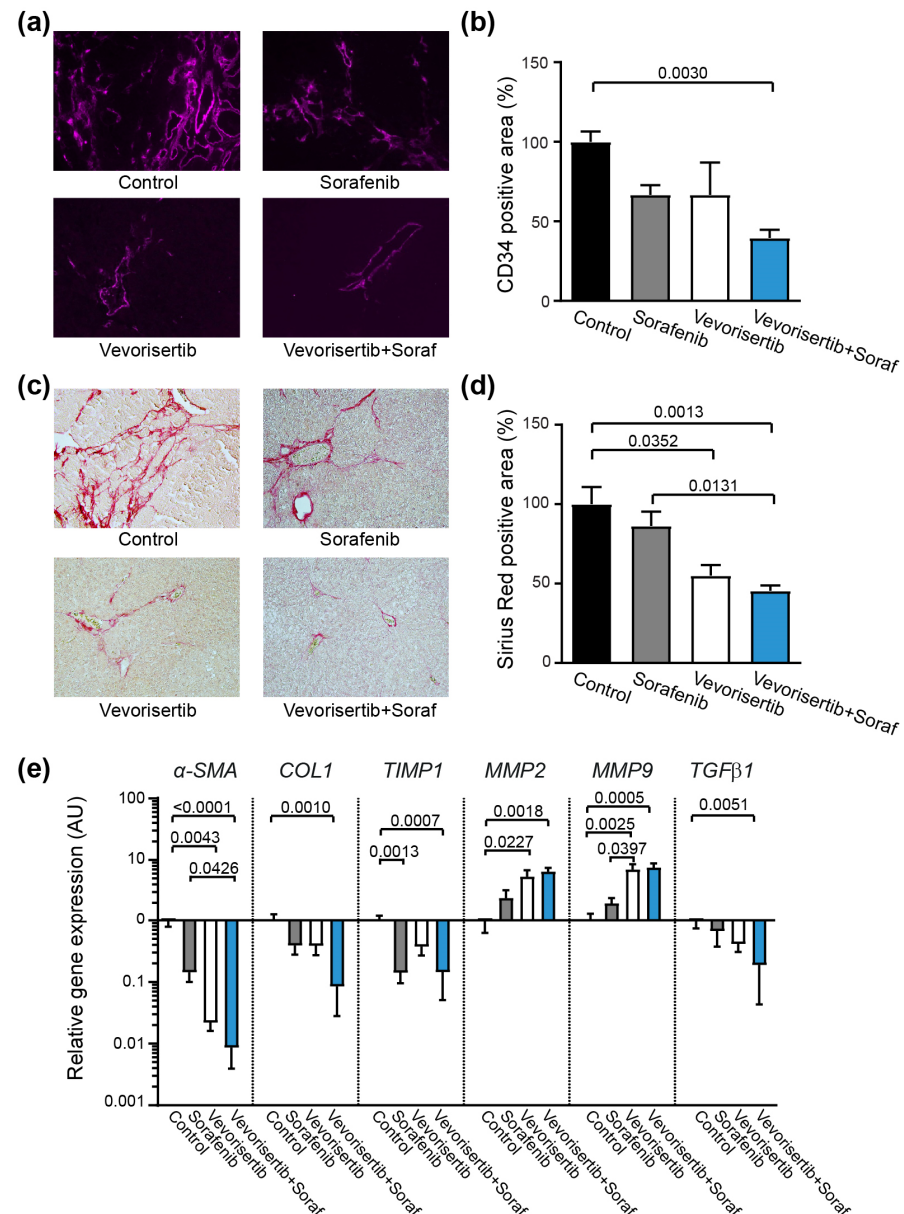 (a)
Control
Sorafenib
Vevorisertib
Vevorisertib+Soraf
(b)
CD34 positive area (%)
150
100
50
0
0.0030
Control
Sorafenib
Vevorisertib
Vevorisertib+Soraf
(c)
Control
Sorafenib
Vevorisertib
Vevorisertib+Soraf
(d)
Sirius Red positive area (%)
150
100
50
0
0.0013
0.0352
0.0131
Control
Sorafenib
Vevorisertib
Vevorisertib+Soraf
(e)
α-SMA COL1 TIMP1 MMP2 MMP9 TGFβ1
Relative gene expression (AU)
100
10
0
0.1
0.01
0.001
<0.0001
0.0043
0.0426
0.0010
0.0007
0.0013
0.0018
0.0227
0.0005
0.0025
0.0397
0.0051
Control
Sorafenib
Vevorisertib
Vevorisertib+Soraf
Control
Sorafenib
Vevorisertib
Vevorisertib+Soraf
Control
Sorafenib
Vevorisertib
Vevorisertib+Soraf
Control
Sorafenib
Vevorisertib
Vevorisertib+Soraf
Control
Sorafenib
Vevorisertib
Vevorisertib+Soraf
Control
Sorafenib
Vevorisertib
Vevorisertib+Soraf